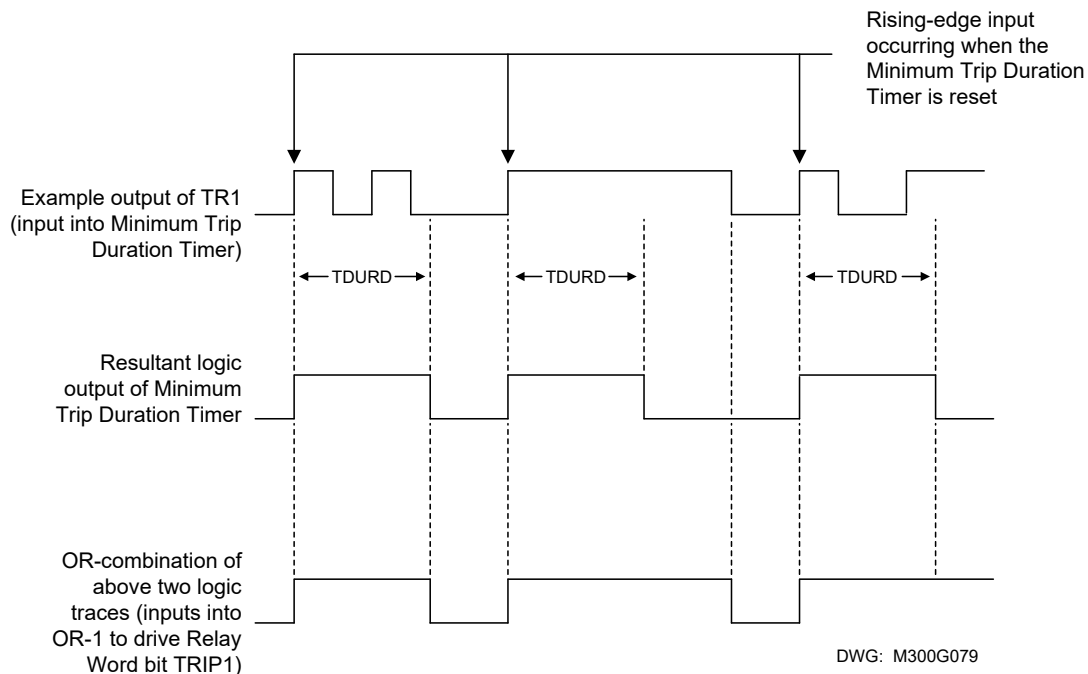 Rising-edge input
occurring when the
Minimum Trip Duration
Timer is reset
Example output of TR1
(input into Minimum Trip
Duration Timer)
TDURD
TDURD
TDURD
Resultant logic
output of Minimum
Trip Duration Timer
OR-combination of
above two logic
traces (inputs into
OR-1 to drive Relay
Word bit TRIP1)
DWG: M300G079